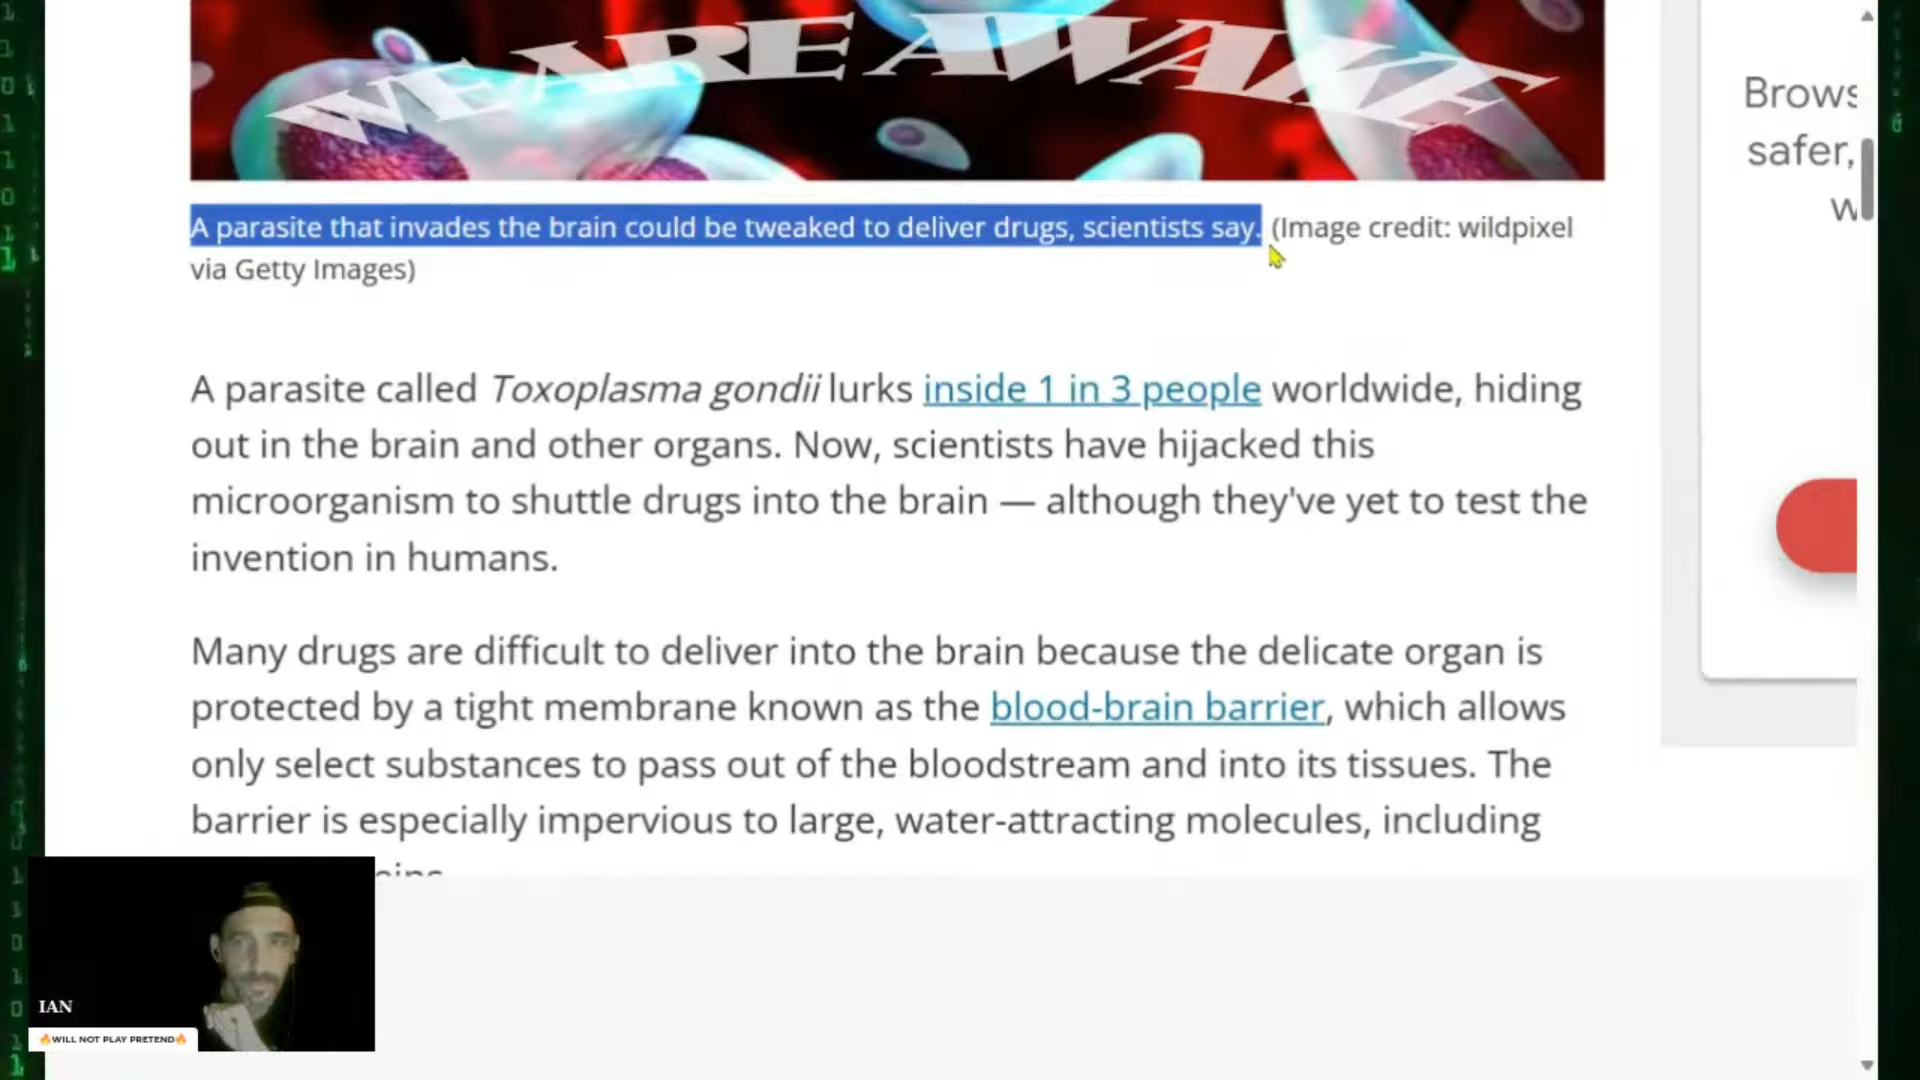 WE ARE AWAKE
A parasite that invades the brain could be tweaked to deliver drugs, scientists say. (Image credit: wildpixel
via Getty Images)
A parasite called Toxoplasma gondii lurks inside 1 in 3 people worldwide, hiding
out in the brain and other organs. Now, scientists have hijacked this
microorganism to shuttle drugs into the brain — although they've yet to test the
invention in humans.
Many drugs are difficult to deliver into the brain because the delicate organ is
protected by a tight membrane known as the blood-brain barrier, which allows
only select substances to pass out of the bloodstream and into its tissues. The
barrier is especially impervious to large, water-attracting molecules, including
Brows
safer,
w
IAN
🔥WILL NOT PLAY PRETEND🔥